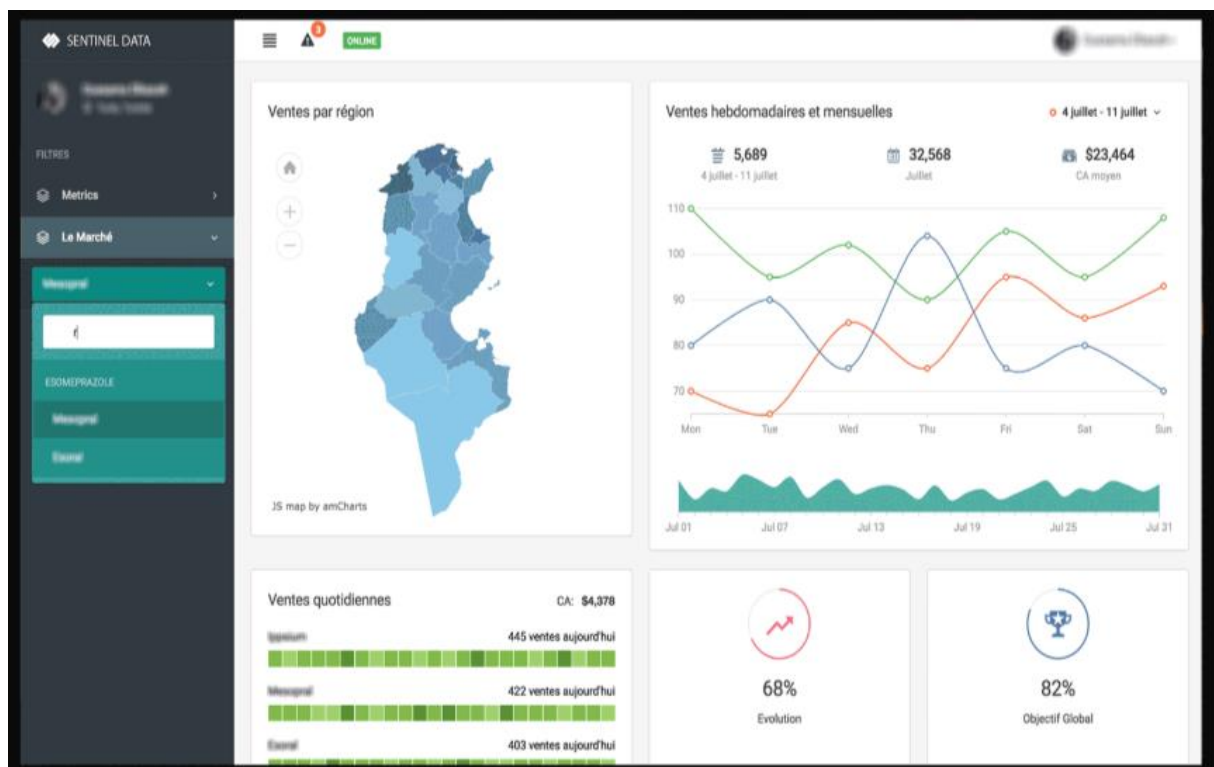 SENTINEL DATA
3
ONLINE
FILTRES
Metrics
Le Marché
r
ESOMEPRAZOLE
Ventes par région
JS map by amCharts
Ventes hebdomadaires et mensuelles
4 juillet - 11 juillet
5,689
4 juillet - 11 juillet
32,568
Juillet
$23,464
CA moyen
110
100
90
80
70
Mon Tue Wed Thu Fri Sat Sun
Jul 01 Jul 07 Jul 13 Jul 19 Jul 25 Jul 31
Ventes quotidiennes CA: $4,378
445 ventes aujourd'hui
422 ventes aujourd'hui
403 ventes aujourd'hui
68%
Evolution
82%
Objectif Global